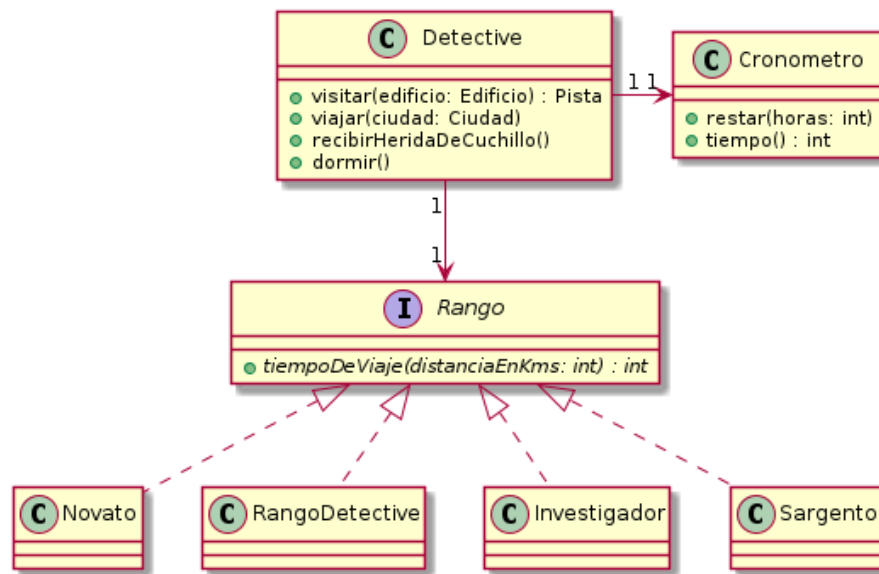 C Detective
visitar(edificio: Edificio) : Pista
viajar(ciudad: Ciudad)
recibirHeridaDeCuchillo()
dormir()
1 1
C Cronometro
restar(horas: int)
tiempo() : int
1
1
I Rango
tiempoDeViaje(distanciaEnKms: int) : int
C Novato
C RangoDetective
C Investigador
C Sargento